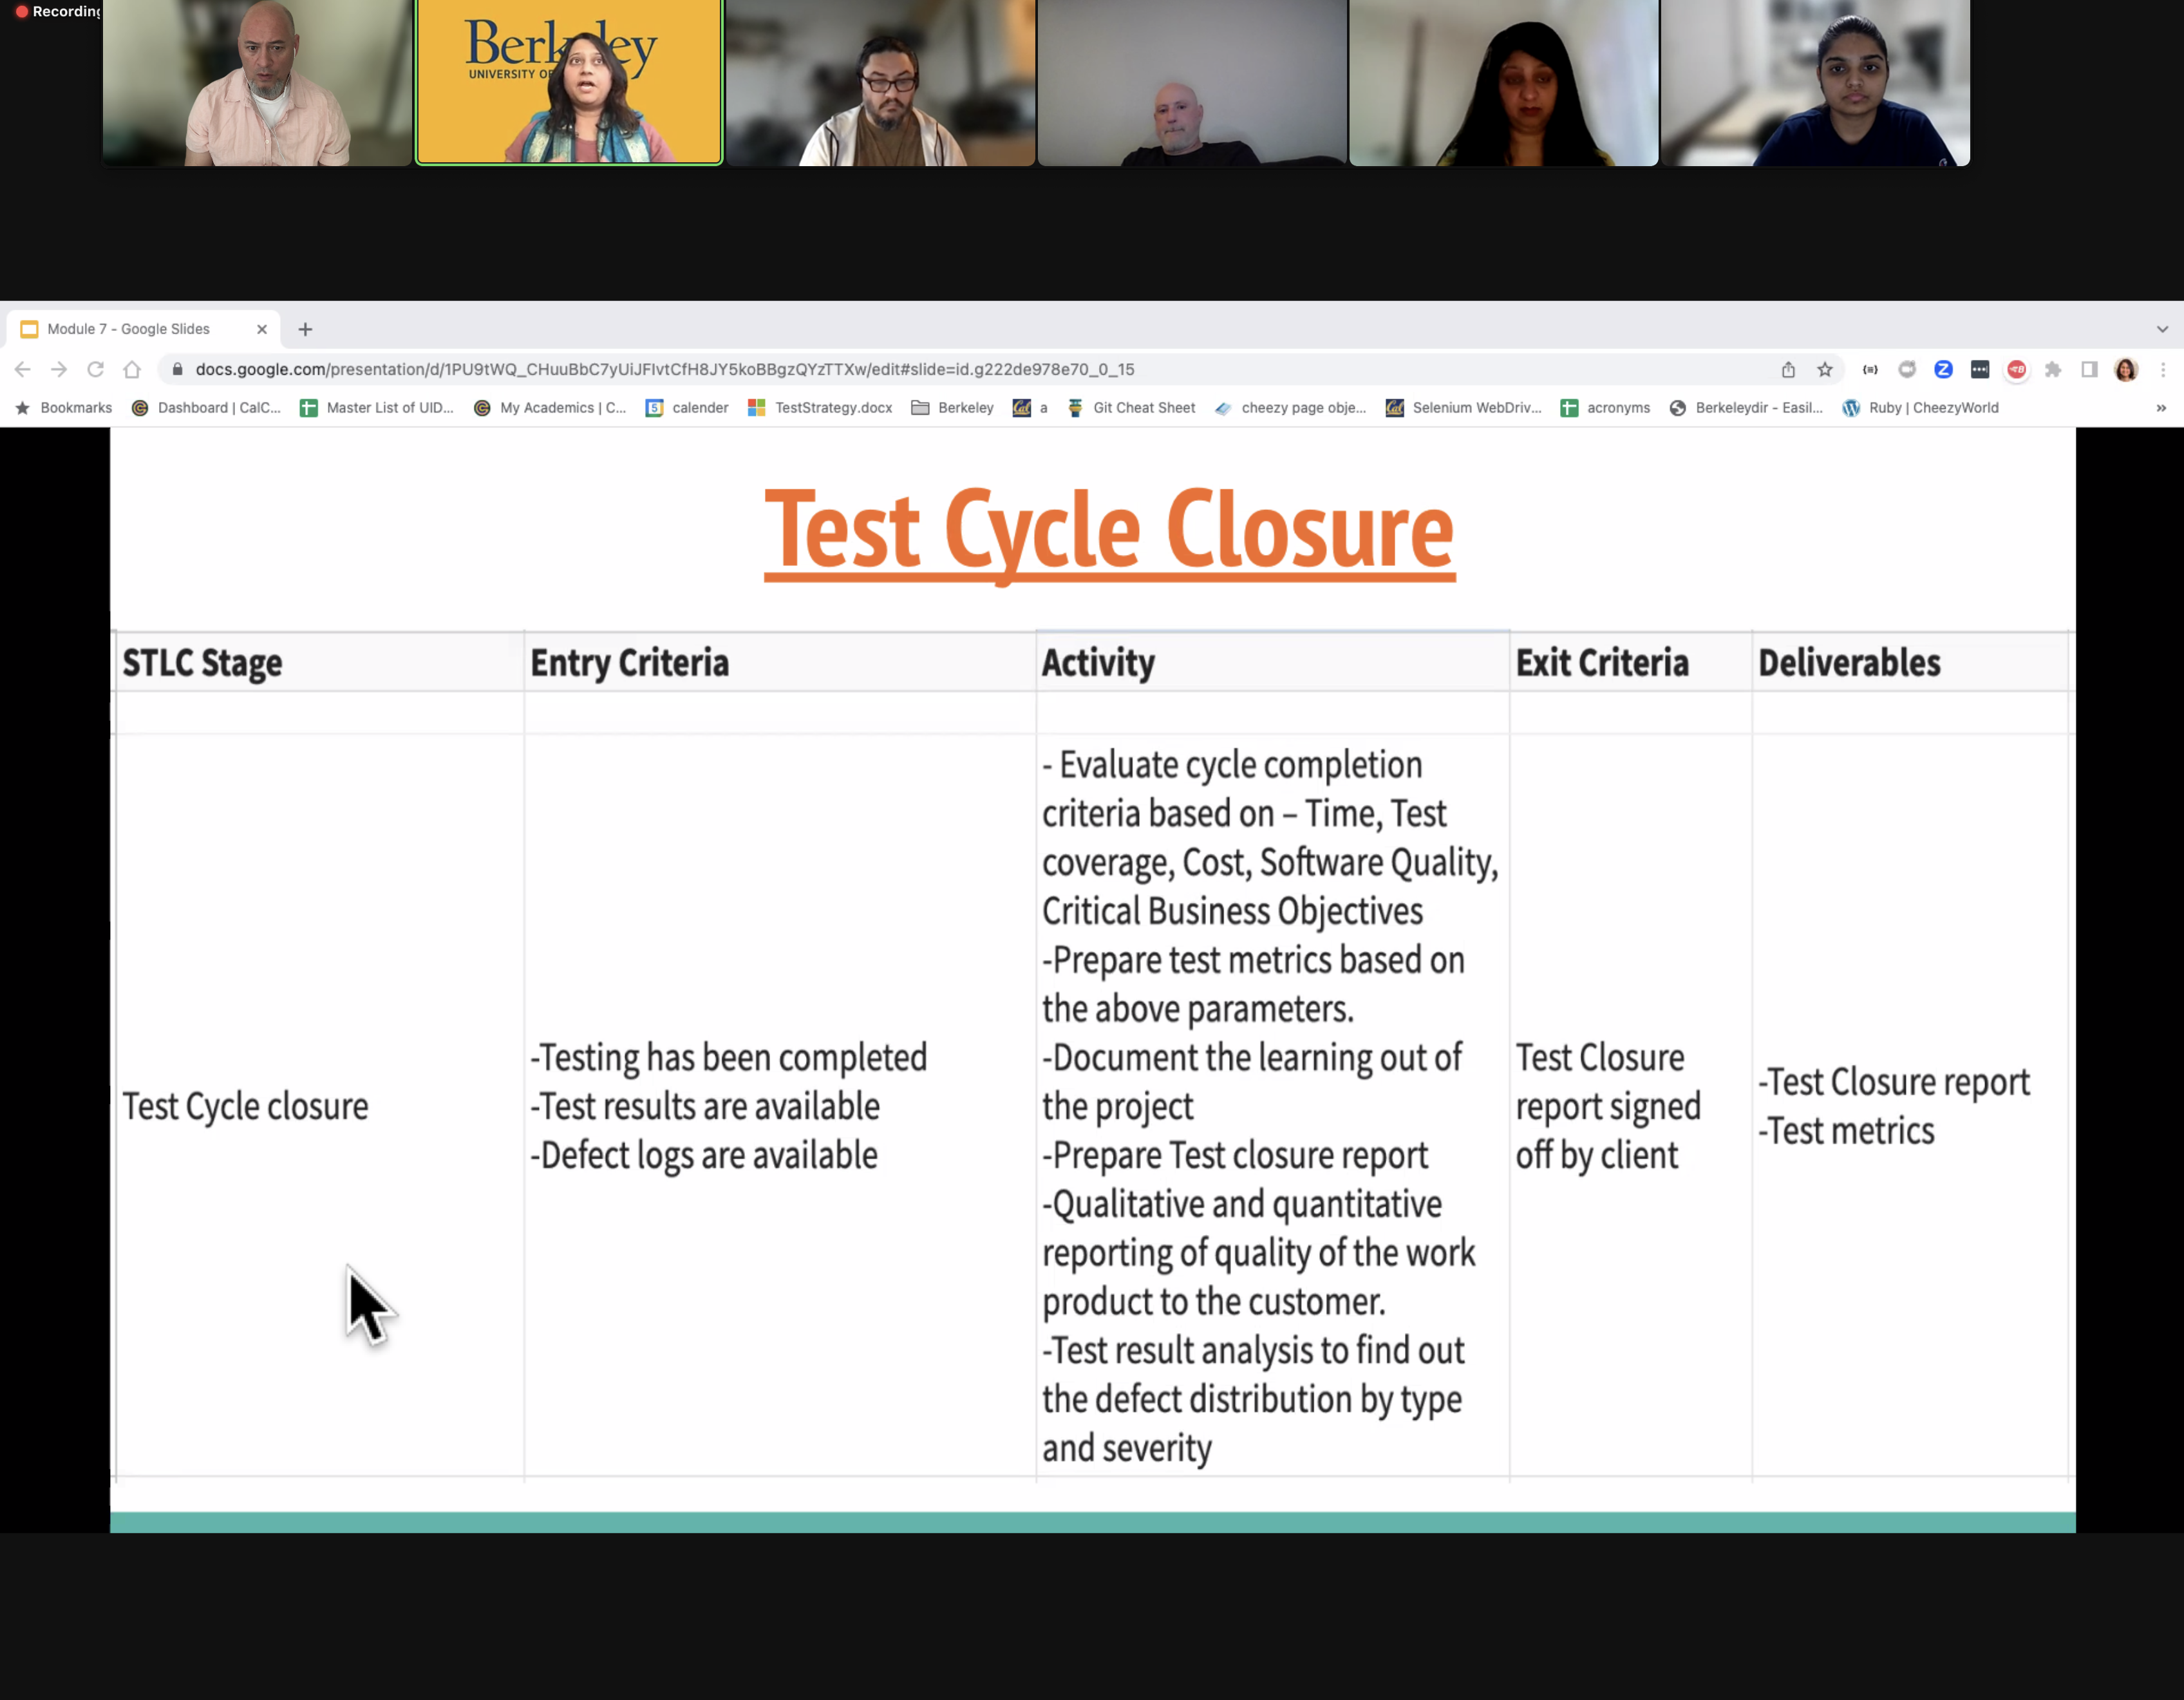 Recording
Berkeley
UNIVERSITY OF
Module 7 - Google Slides
docs.google.com/presentation/d/1PU9tWQ_CHuuBbC7yUiJFIvtCfH8JY5koBBgzQYzTTXw/edit#slide=id.g222de978e70_0_15
Bookmarks Dashboard | CalC... Master List of UID... My Academics | C... 5 calender TestStrategy.docx Berkeley Cal a Git Cheat Sheet cheezy page obje... Cal Selenium WebDriv... acronyms Berkeleydir - Easil... Ruby | CheezyWorld »
Test Cycle Closure
STLC Stage Entry Criteria Activity Exit Criteria Deliverables
Test Cycle closure
-Testing has been completed
-Test results are available
-Defect logs are available
- Evaluate cycle completion
criteria based on – Time, Test
coverage, Cost, Software Quality,
Critical Business Objectives
-Prepare test metrics based on
the above parameters.
-Document the learning out of
the project
-Prepare Test closure report
-Qualitative and quantitative
reporting of quality of the work
product to the customer.
-Test result analysis to find out
the defect distribution by type
and severity
Test Closure
report signed
off by client
-Test Closure report
-Test metrics